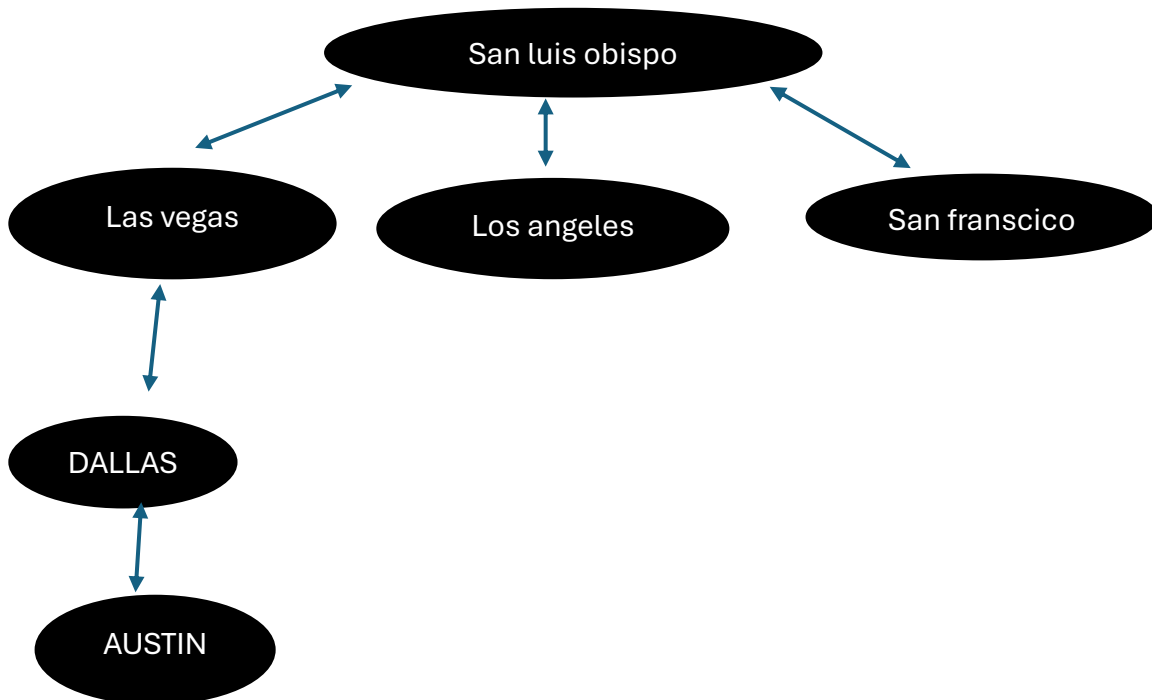 San luis obispo
Las vegas
Los angeles
San franscico
DALLAS
AUSTIN